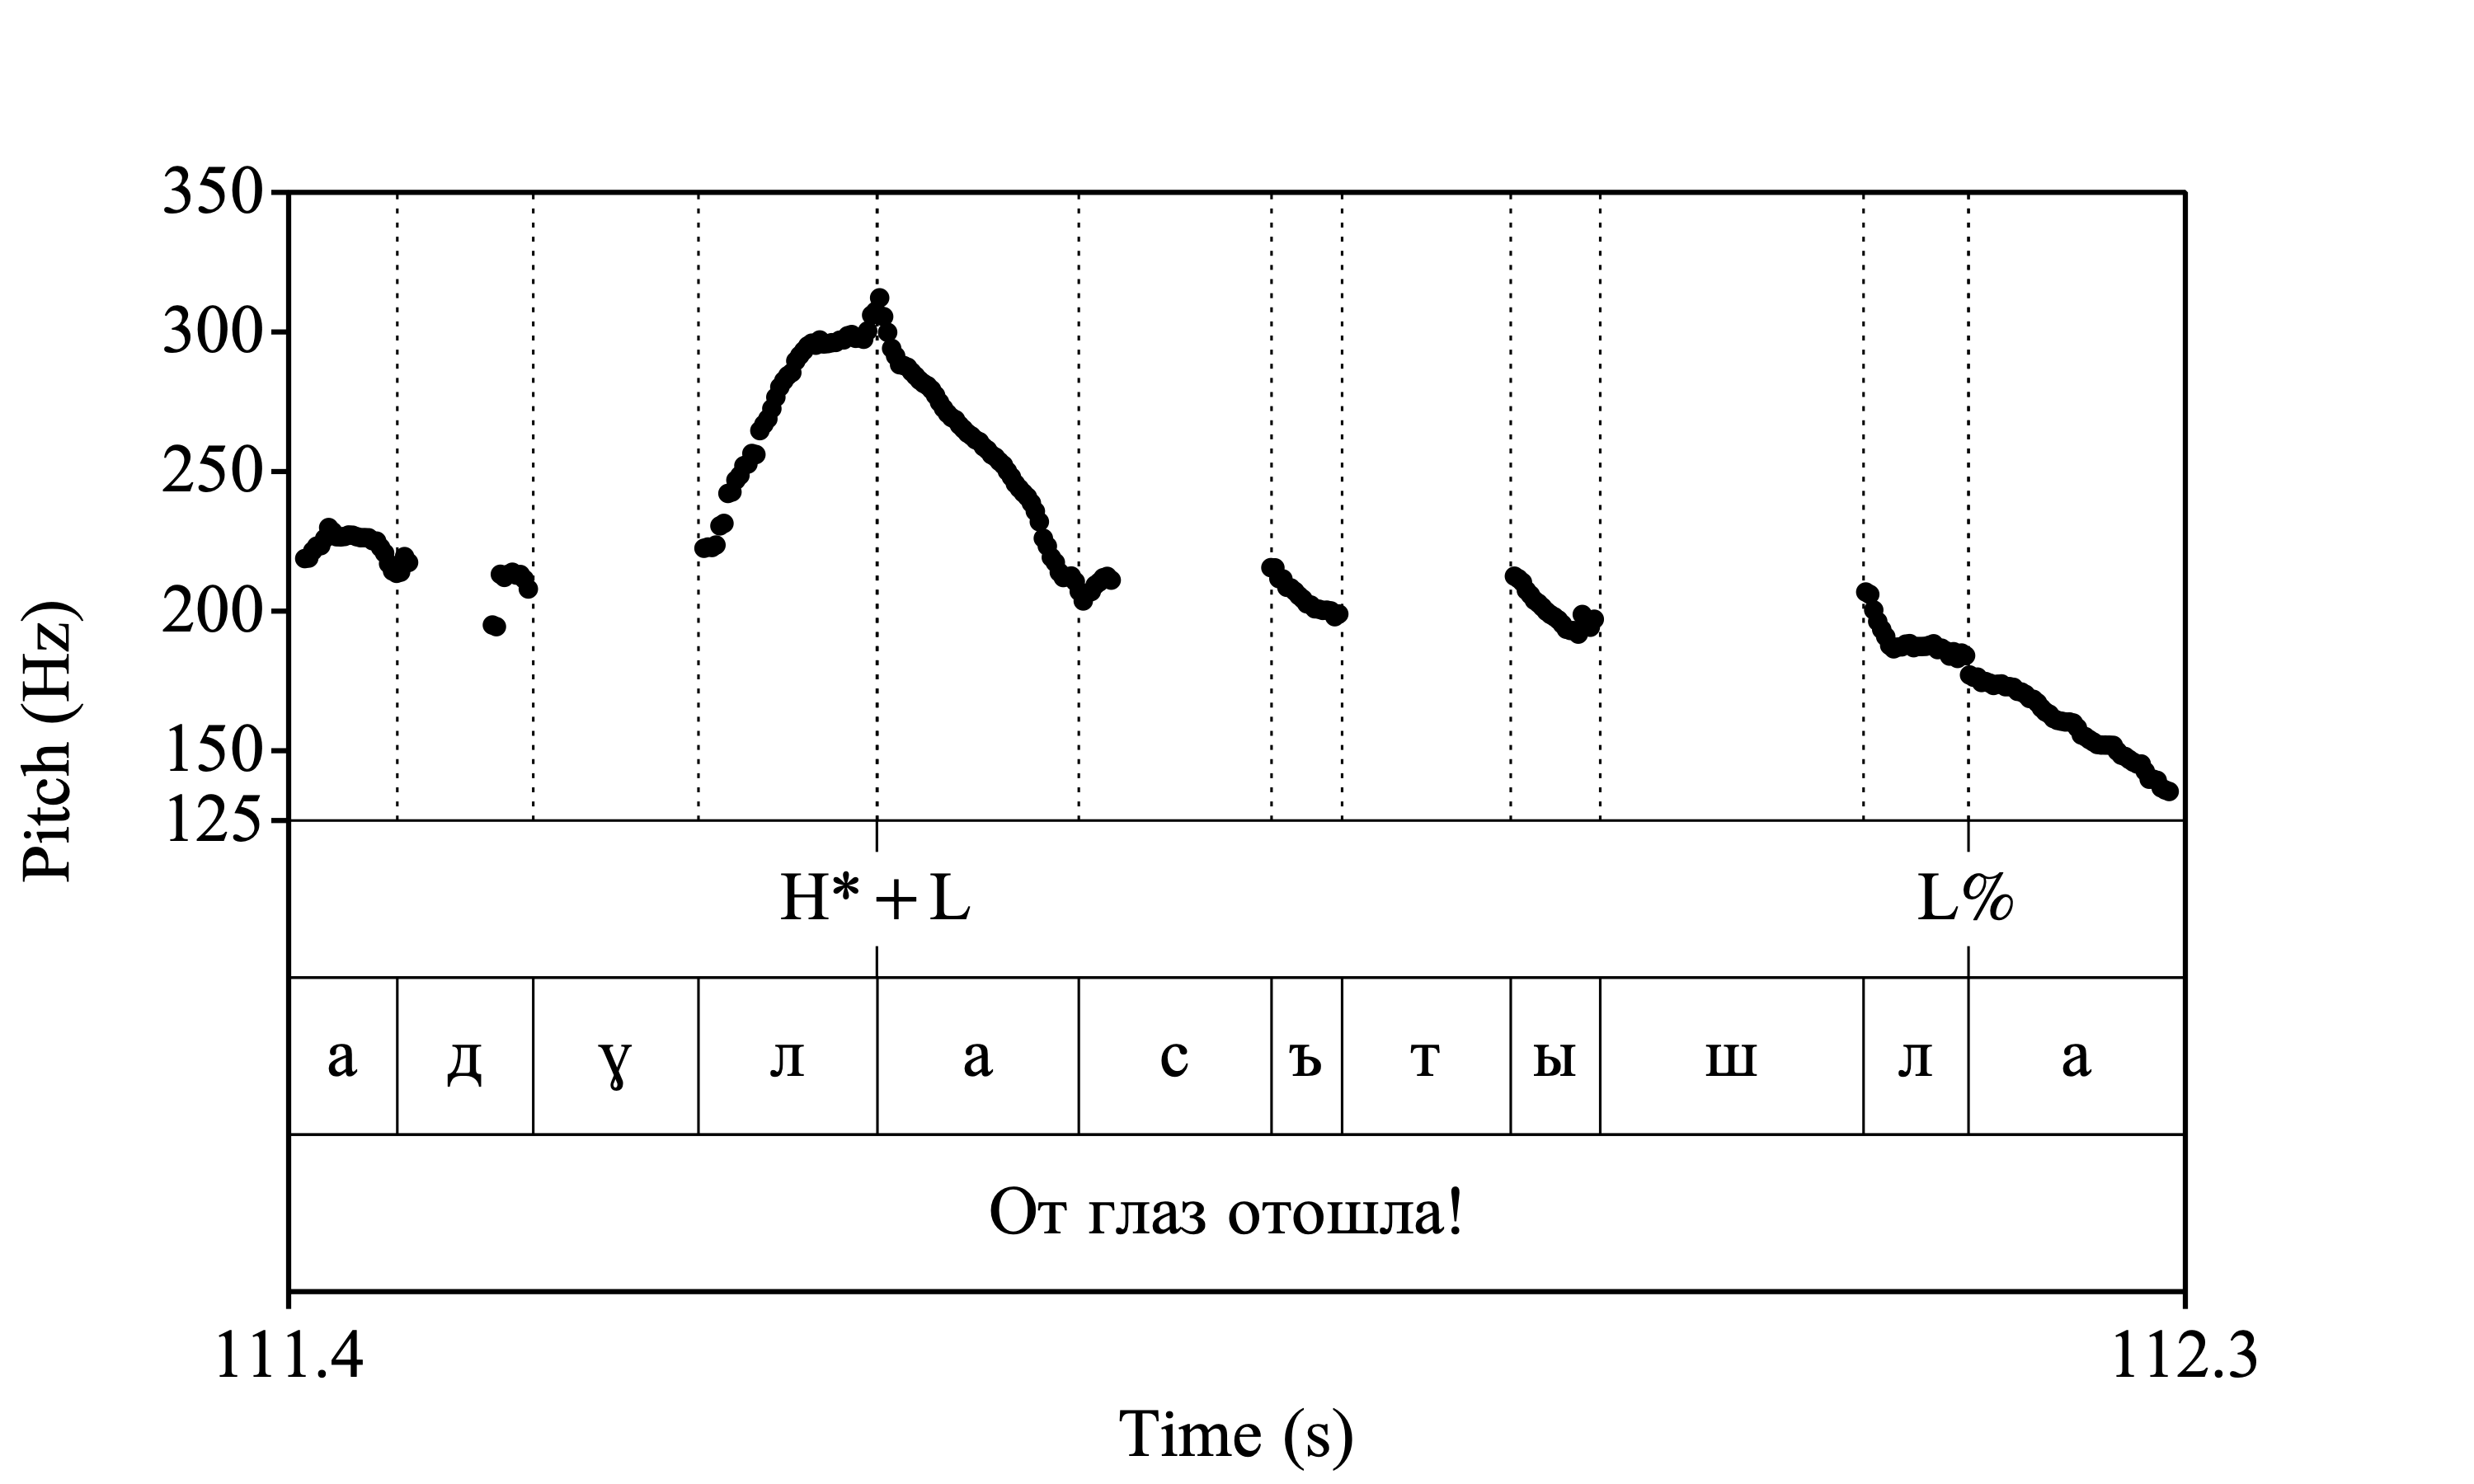 350
300
250
200
150
125
Pitch (Hz)
H*+L L%
а д ɣ л а с ъ т ы ш л а
От глаз отошла!
111.4 112.3
Time (s)